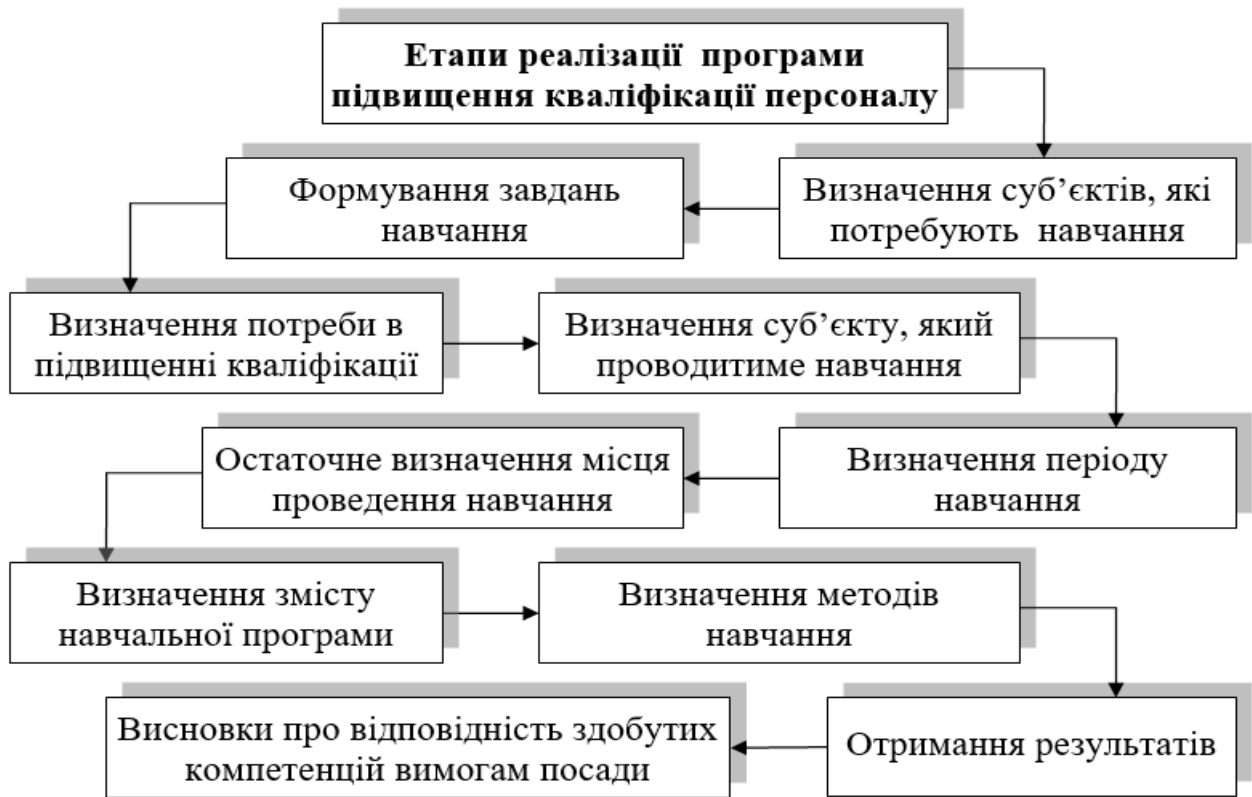 Етапи реалізації програми
підвищення кваліфікації персоналу
Визначення суб’єктів, які
потребують навчання
Формування завдань
навчання
Визначення потреби в
підвищенні кваліфікації
Визначення суб’єкту, який
проводитиме навчання
Визначення періоду
навчання
Остаточне визначення місця
проведення навчання
Визначення змісту
навчальної програми
Визначення методів
навчання
Отримання результатів
Висновки про відповідність здобутих
компетенцій вимогам посади